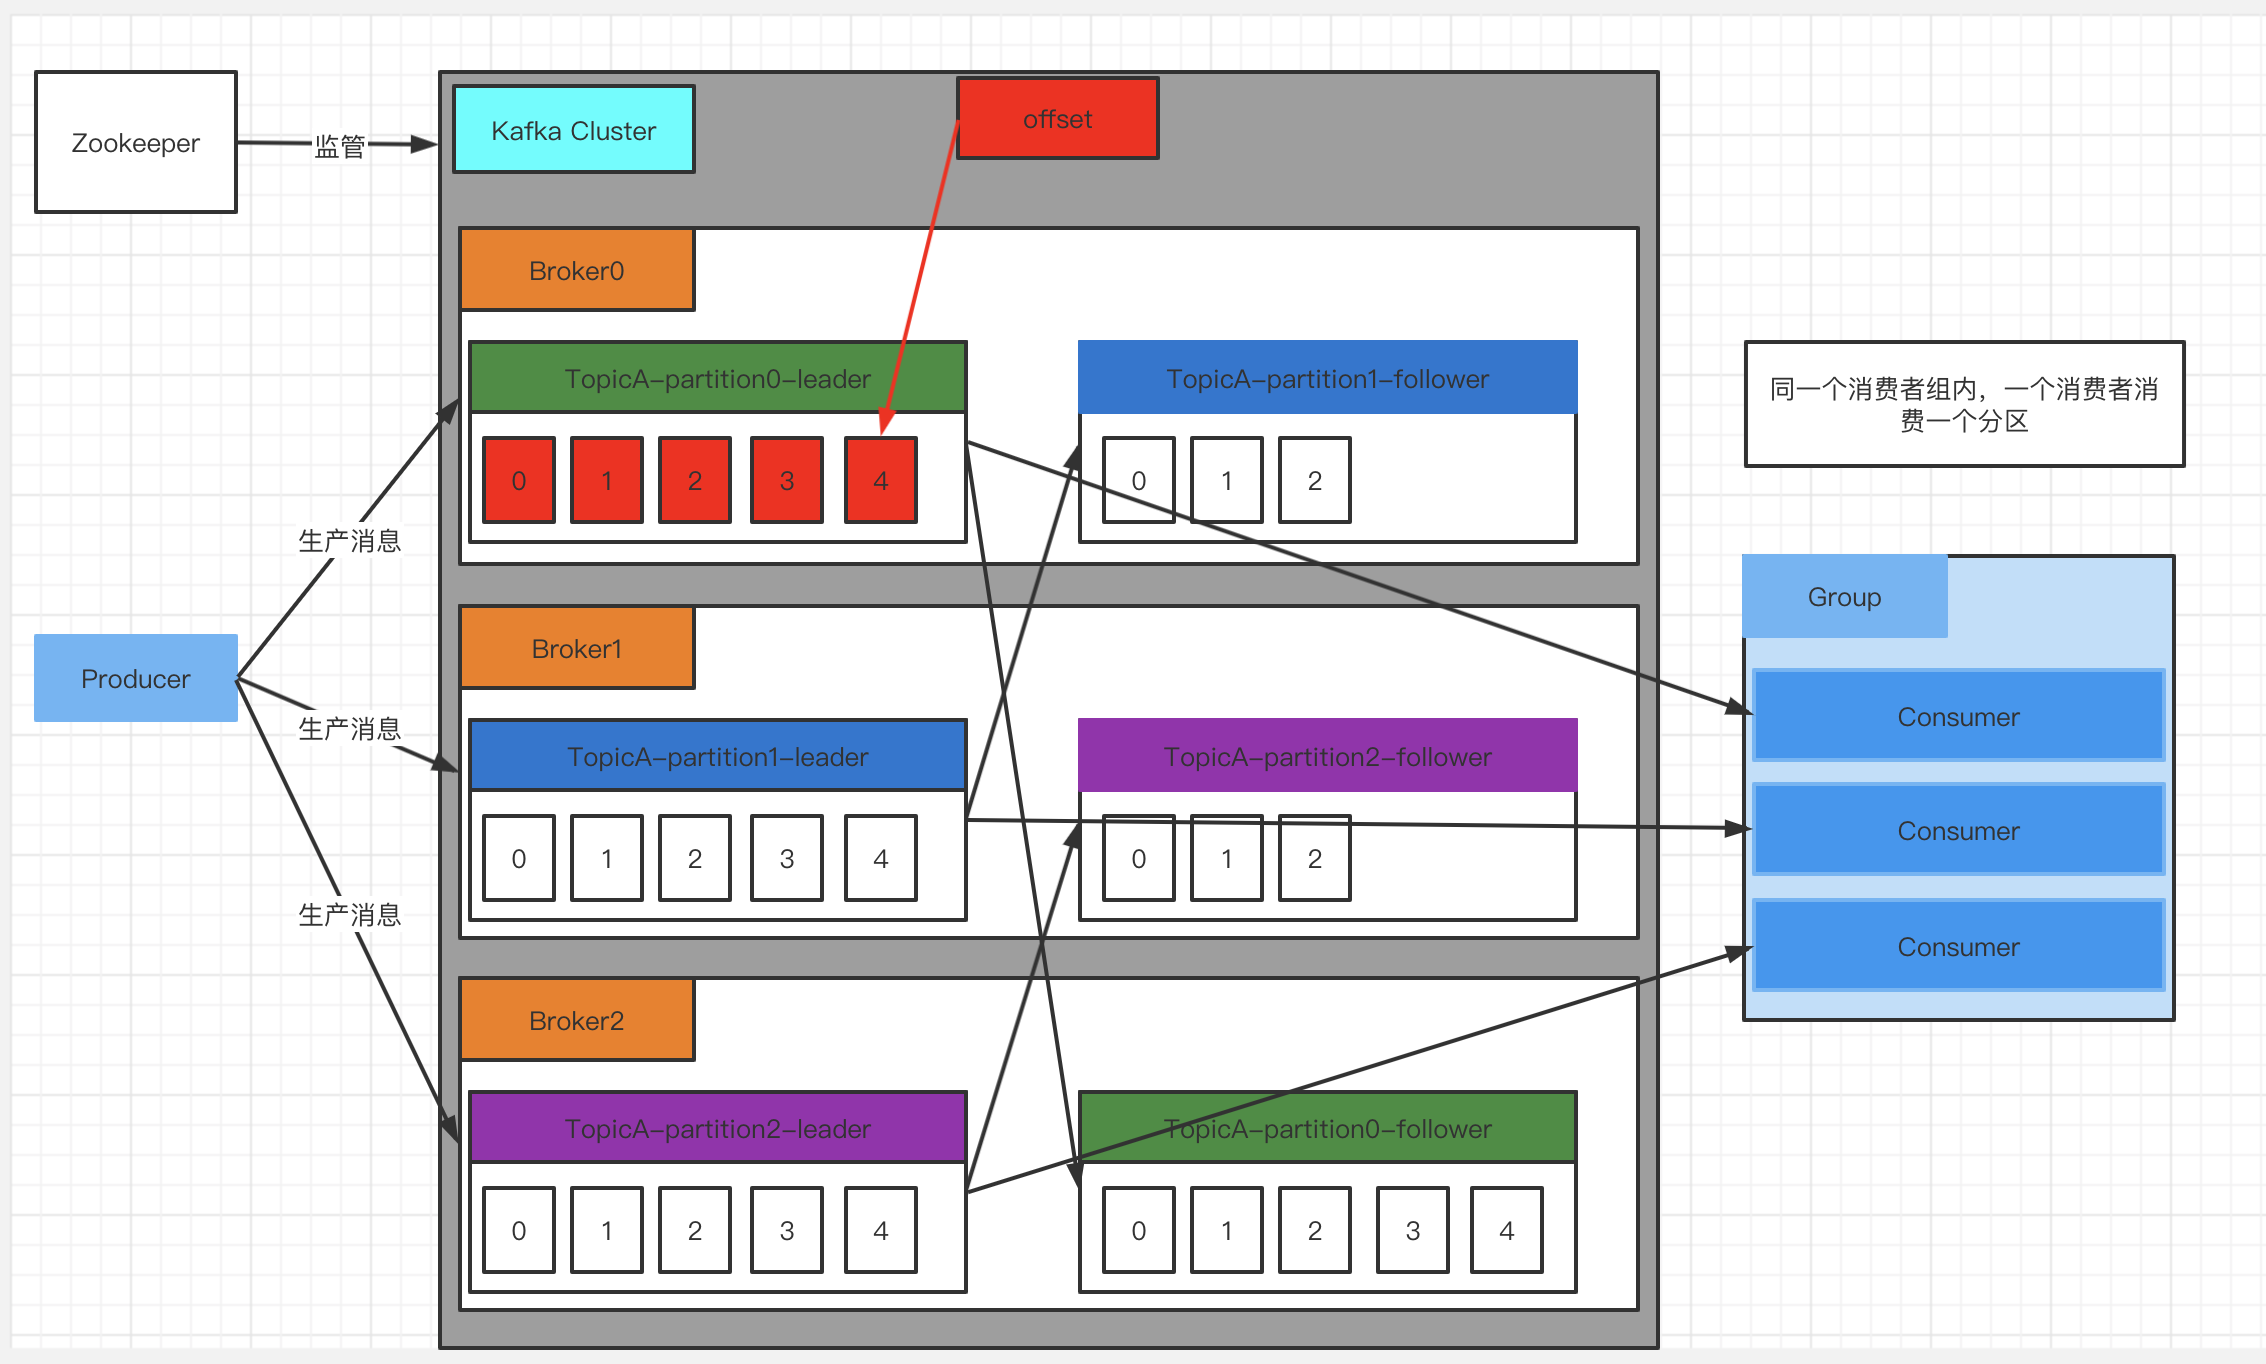 Zookeeper
监管
Kafka Cluster
offset
Broker0
TopicA-partition0-leader
0 1 2 3 4
TopicA-partition1-follower
0 1 2
生产消息
同一个消费者组内，一个消费者消
费一个分区
Producer
生产消息
生产消息
Broker1
TopicA-partition1-leader
0 1 2 3 4
TopicA-partition2-follower
0 1 2
Group
Consumer
Consumer
Consumer
Broker2
TopicA-partition2-leader
0 1 2 3 4
TopicA-partition0-follower
0 1 2 3 4